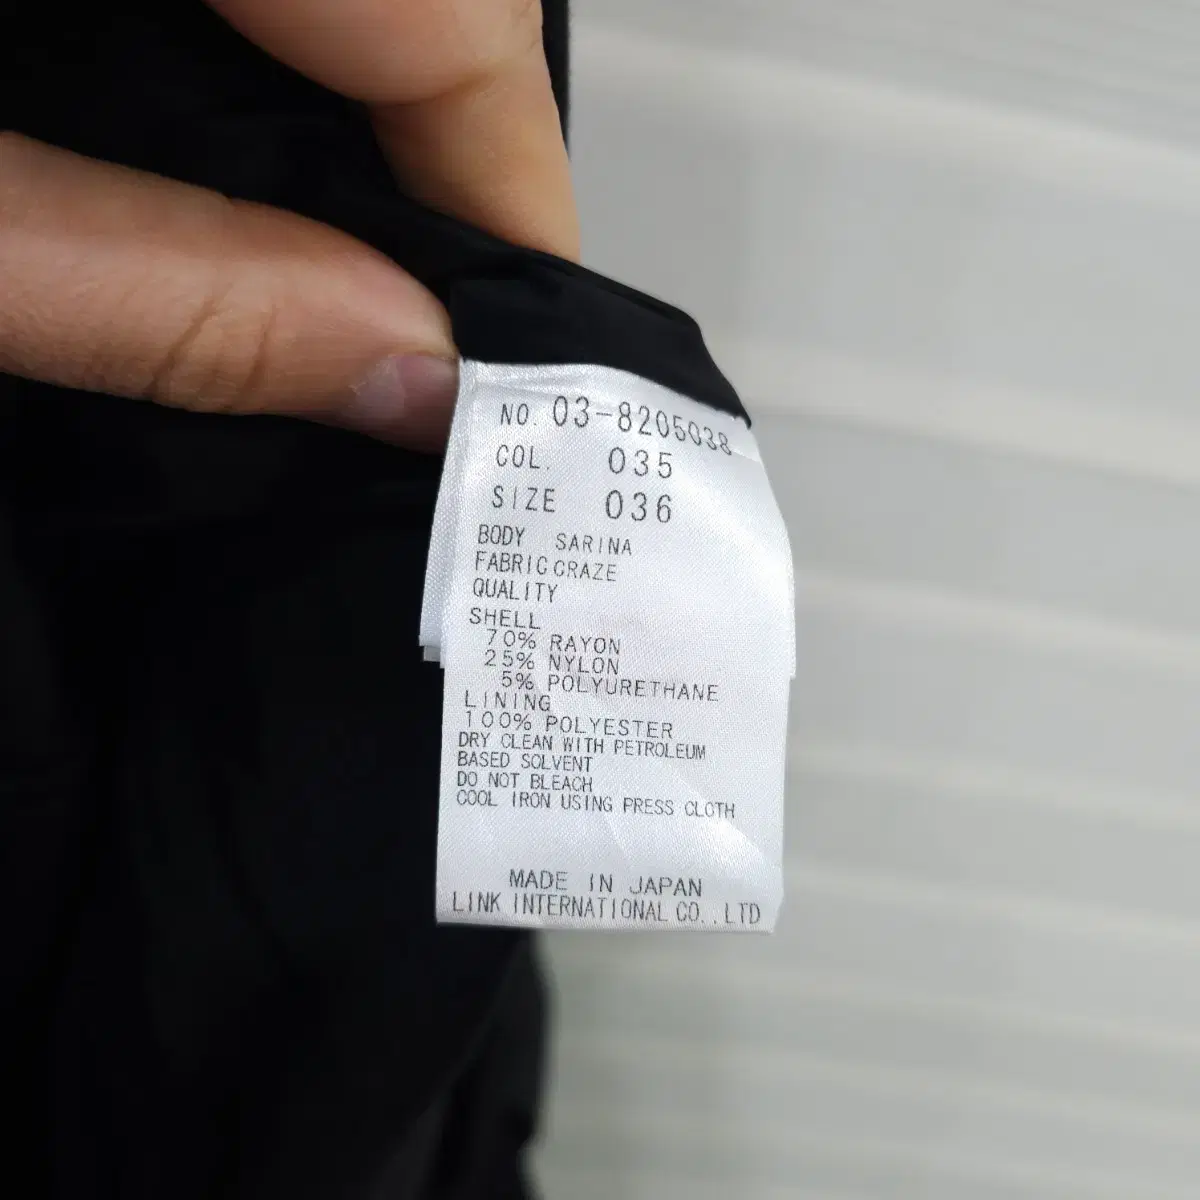 NO. 03-8205038
COL. 035
SIZE 036
BODY SARINA
FABRIC CRAZE
QUALITY
SHELL
70% RAYON
25% NYLON
5% POLYURETHANE
LINING
100% POLYESTER
DRY CLEAN WITH PETROLEUM
BASED SOLVENT
DO NOT BLEACH
COOL IRON USING PRESS CLOTH
MADE IN JAPAN
LINK INTERNATIONAL CO.,LTD